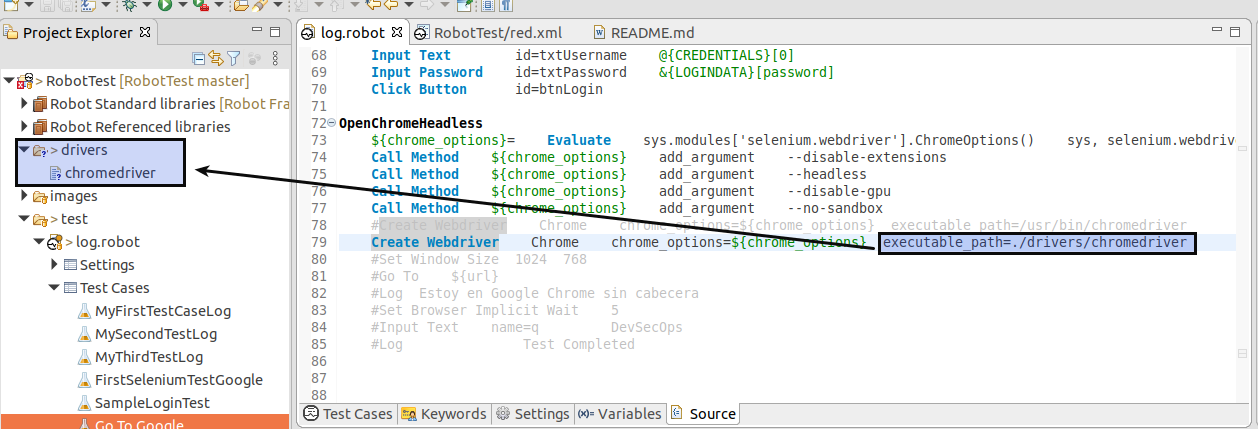 Project Explorer
RobotTest [RobotTest master]
Robot Standard libraries [Robot Fra
Robot Referenced libraries
> drivers
chromedriver
images
> test
> log.robot
Settings
Test Cases
MyFirstTestCaseLog
MySecondTestLog
MyThirdTestLog
FirstSeleniumTestGoogle
SampleLoginTest
Go To Google
log.robot RobotTest/red.xml README.md
68 Input Text id=txtUsername @{CREDENTIALS}[0]
69 Input Password id=txtPassword &{LOGINDATA}[password]
70 Click Button id=btnLogin
71
72 OpenChromeHeadless
73 ${chrome_options}= Evaluate sys.modules['selenium.webdriver'].ChromeOptions() sys, selenium.webdrive
74 Call Method ${chrome_options} add_argument --disable-extensions
75 Call Method ${chrome_options} add_argument --headless
76 Call Method ${chrome_options} add_argument --disable-gpu
77 Call Method ${chrome_options} add_argument --no-sandbox
78 #Create Webdriver Chrome chrome_options=${chrome_options} executable_path=/usr/bin/chromedriver
79 Create Webdriver Chrome chrome_options=${chrome_options} executable_path=./drivers/chromedriver
80 #Set Window Size 1024 768
81 #Go To ${url}
82 #Log Estoy en Google Chrome sin cabecera
83 #Set Browser Implicit Wait 5
84 #Input Text name=q DevSecOps
85 #Log Test Completed
86
87
88
Test Cases Keywords Settings Variables Source